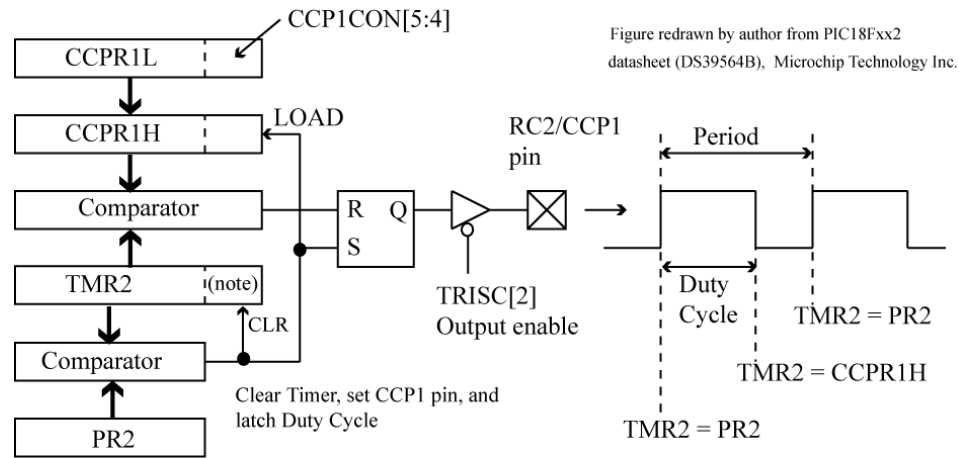 CCP1CON[5:4]
Figure redrawn by author from PIC18Fxx2
datasheet (DS39564B), Microchip Technology Inc.
CCPR1L
CCPR1H
LOAD
RC2/CCP1
pin
Period
Comparator
R
Q
S
TMR2
(note)
CLR
TRISC[2]
Output enable
Duty
Cycle
TMR2 = PR2
Comparator
TMR2 = CCPR1H
Clear Timer, set CCP1 pin, and
latch Duty Cycle
TMR2 = PR2
PR2